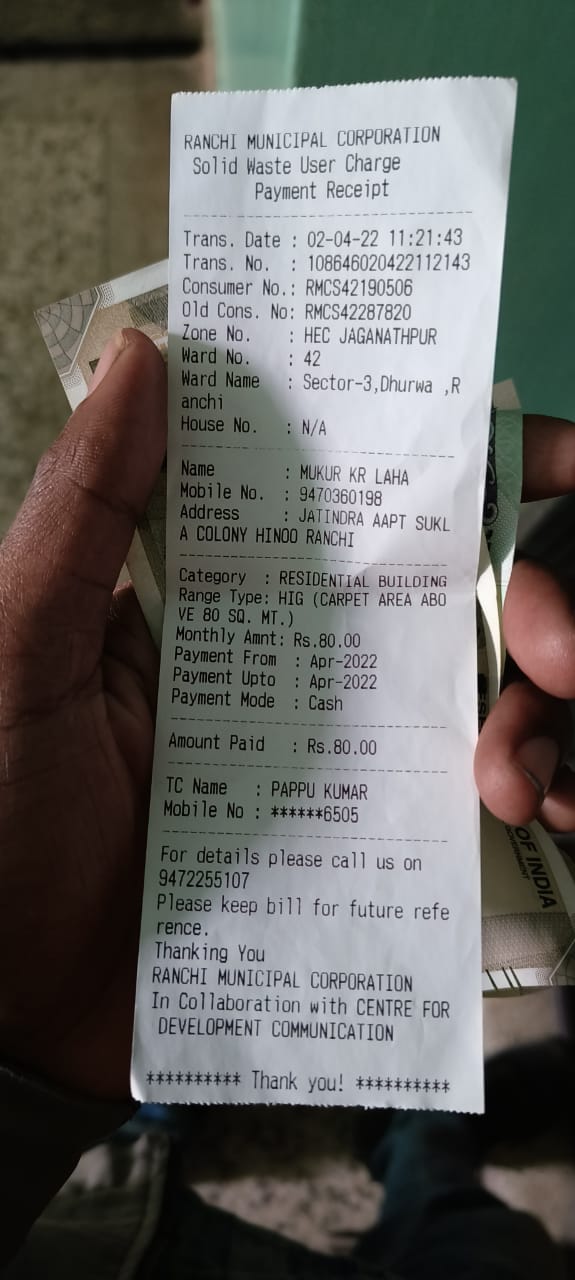 RANCHI MUNICIPAL CORPORATION
Solid Waste User Charge
Payment Receipt
Trans. Date : 02-04-22 11:21:43
Trans. No. : 108646020422112143
Consumer No.: RMCS42190506
Old Cons. No: RMCS42287820
Zone No. : HEC JAGANATHPUR
Ward No. : 42
Ward Name : Sector-3,Dhurwa ,R
anchi
House No. : N/A
Name : MUKUR KR LAHA
Mobile No. : 9470360198
Address : JATINDRA AAPT SUKL
A COLONY HINOO RANCHI
Category : RESIDENTIAL BUILDING
Range Type: HIG (CARPET AREA ABO
VE 80 SQ. MT.)
Monthly Amnt: Rs.80.00
Payment From : Apr-2022
Payment Upto : Apr-2022
Payment Mode : Cash
Amount Paid : Rs.80.00
TC Name : PAPPU KUMAR
Mobile No : ******6505
For details please call us on
9472255107
Please keep bill for future refe
rence.
Thanking You
RANCHI MUNICIPAL CORPORATION
In Collaboration with CENTRE FOR
DEVELOPMENT COMMUNICATION
********** Thank you! **********
OF INDIA